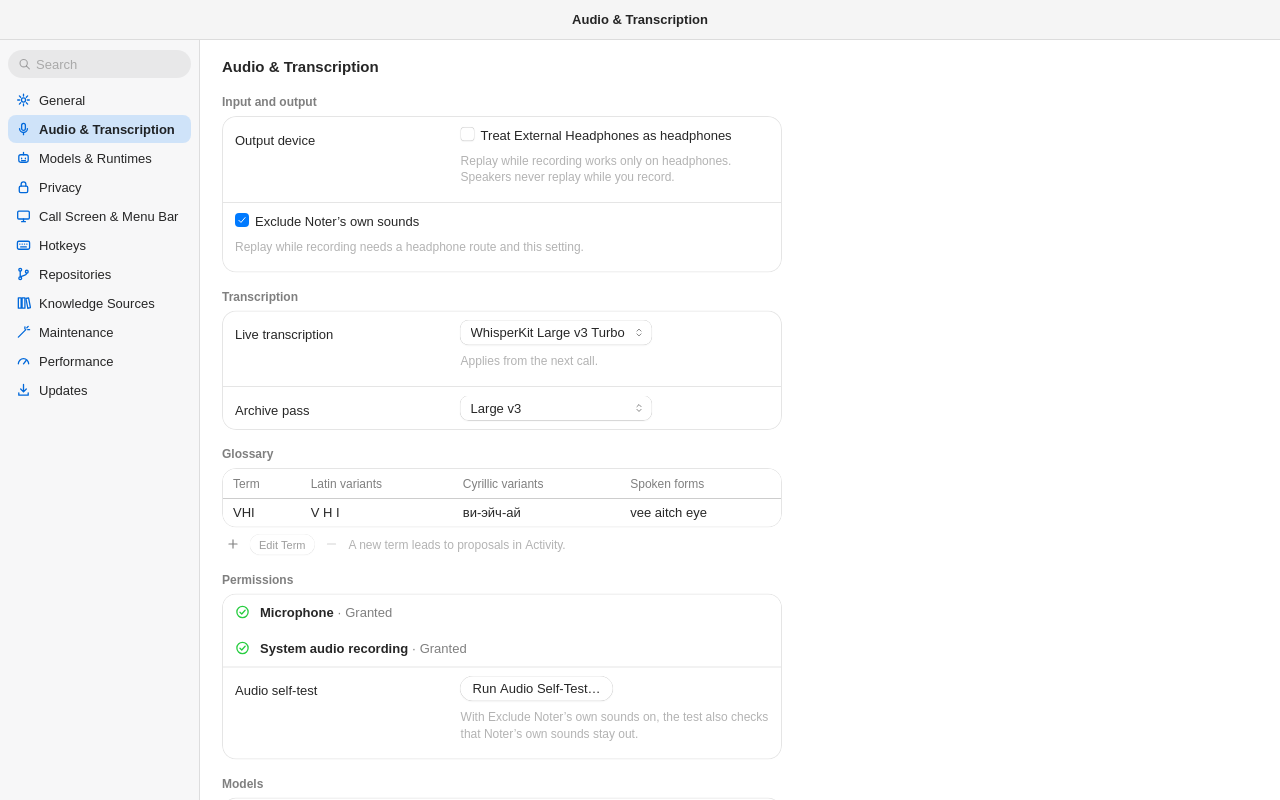 Audio & Transcription
Search
General
Audio & Transcription
Models & Runtimes
Privacy
Call Screen & Menu Bar
Hotkeys
Repositories
Knowledge Sources
Maintenance
Performance
Updates
Audio & Transcription
Input and output
Output device
Treat External Headphones as headphones
Replay while recording works only on headphones.
Speakers never replay while you record.
Exclude Noter’s own sounds
Replay while recording needs a headphone route and this setting.
Transcription
Live transcription
WhisperKit Large v3 Turbo
Applies from the next call.
Archive pass
Large v3
Glossary
Term Latin variants Cyrillic variants Spoken forms
VHI V H I ви-эйч-ай vee aitch eye
Edit Term
A new term leads to proposals in Activity.
Permissions
Microphone · Granted
System audio recording · Granted
Audio self-test
Run Audio Self-Test…
With Exclude Noter’s own sounds on, the test also checks
that Noter’s own sounds stay out.
Models